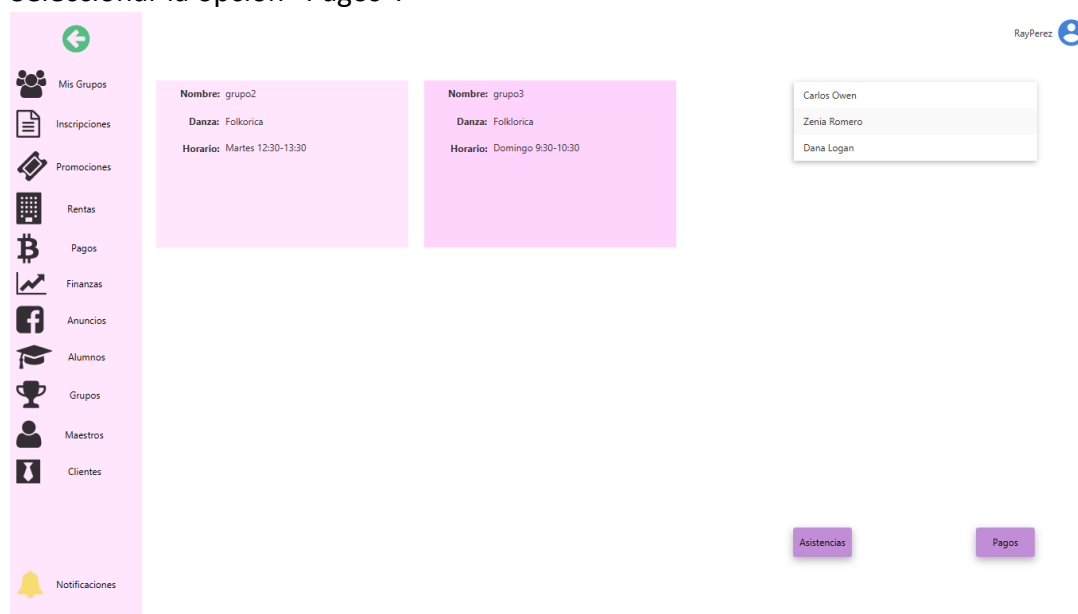 Seleccionar la opción "Pagos".
RayPerez
Mis Grupos
Inscripciones
Promociones
Rentas
Pagos
Finanzas
Anuncios
Alumnos
Grupos
Maestros
Clientes
Notificaciones
Nombre: grupo2
Danza: Folkorica
Horario: Martes 12:30-13:30
Nombre: grupo3
Danza: Folklorica
Horario: Domingo 9:30-10:30
Carlos Owen
Zenia Romero
Dana Logan
Asistencias
Pagos